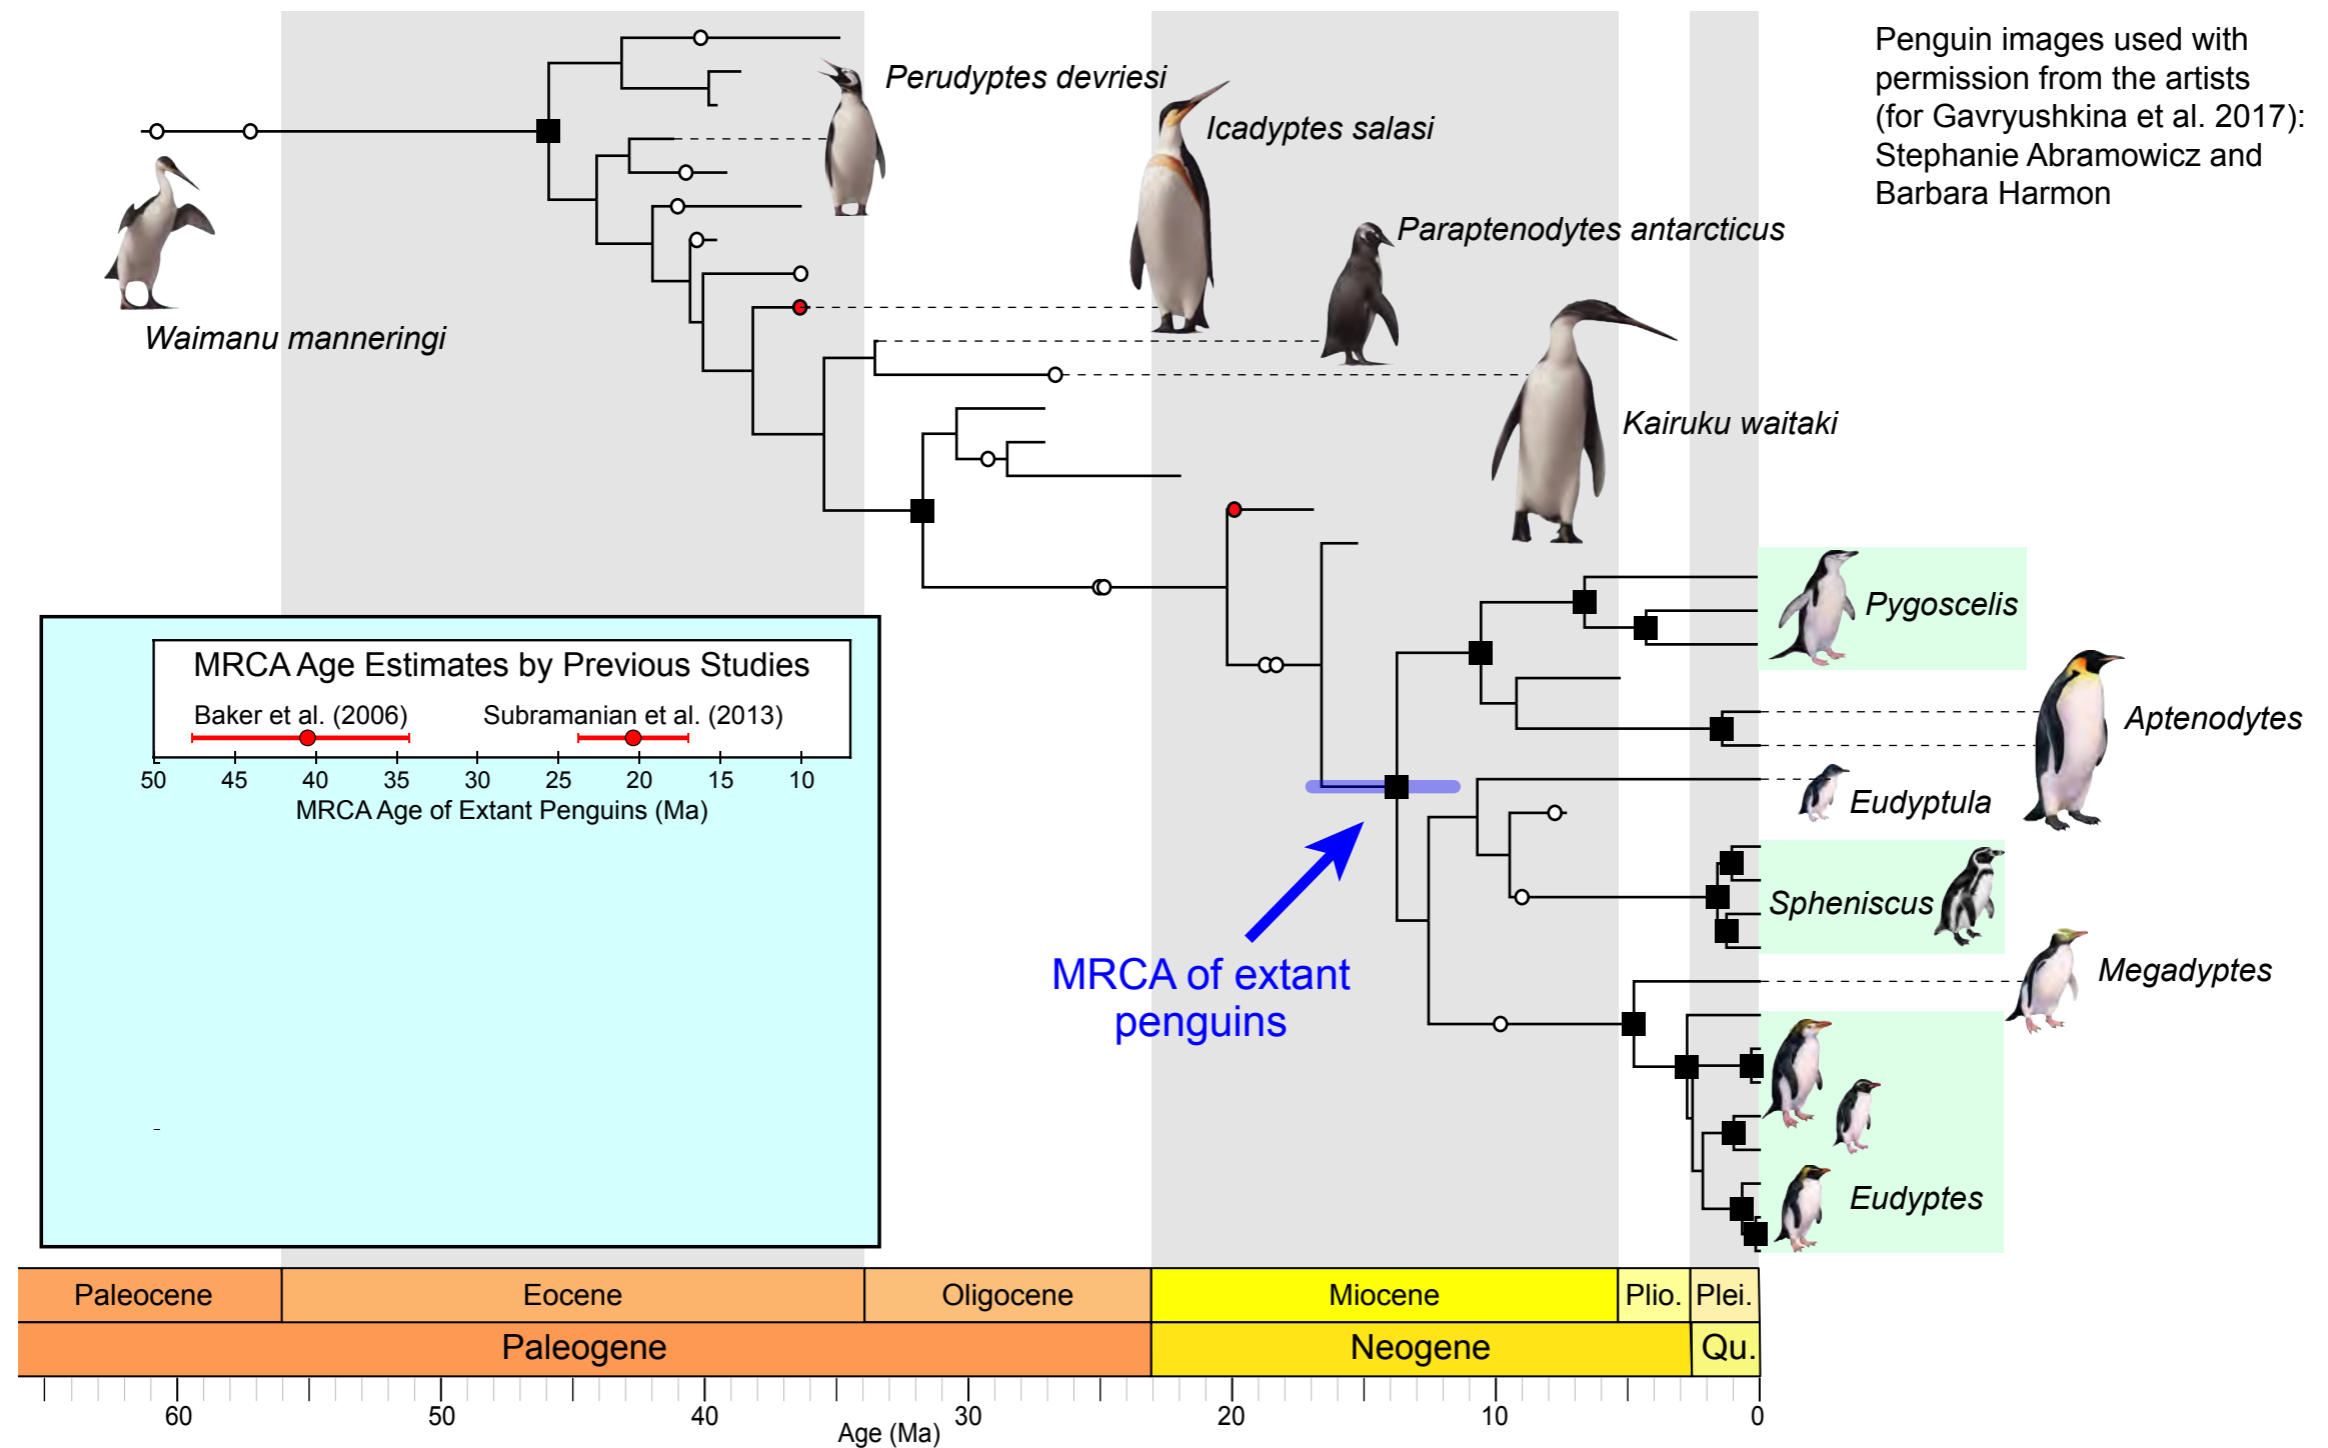 Penguin images used with
permission from the artists
(for Gavryushkina et al. 2017):
Stephanie Abramowicz and
Barbara Harmon
Perudyptes devriesi
Icadyptes salasi
Paraptenodytes antarcticus
Waimanu manneringi
Kairuku waitaki
Pygoscelis
Aptenodytes
Eudyptula
Spheniscus
Megadyptes
Eudyptes
MRCA of extant
penguins
MRCA Age Estimates by Previous Studies
Baker et al. (2006) Subramanian et al. (2013)
50 45 40 35 30 25 20 15 10
MRCA Age of Extant Penguins (Ma)
Paleocene Eocene Oligocene Miocene Plio. Plei.
Paleogene Neogene Qu.
60 50 40 30 20 10 0
Age (Ma)